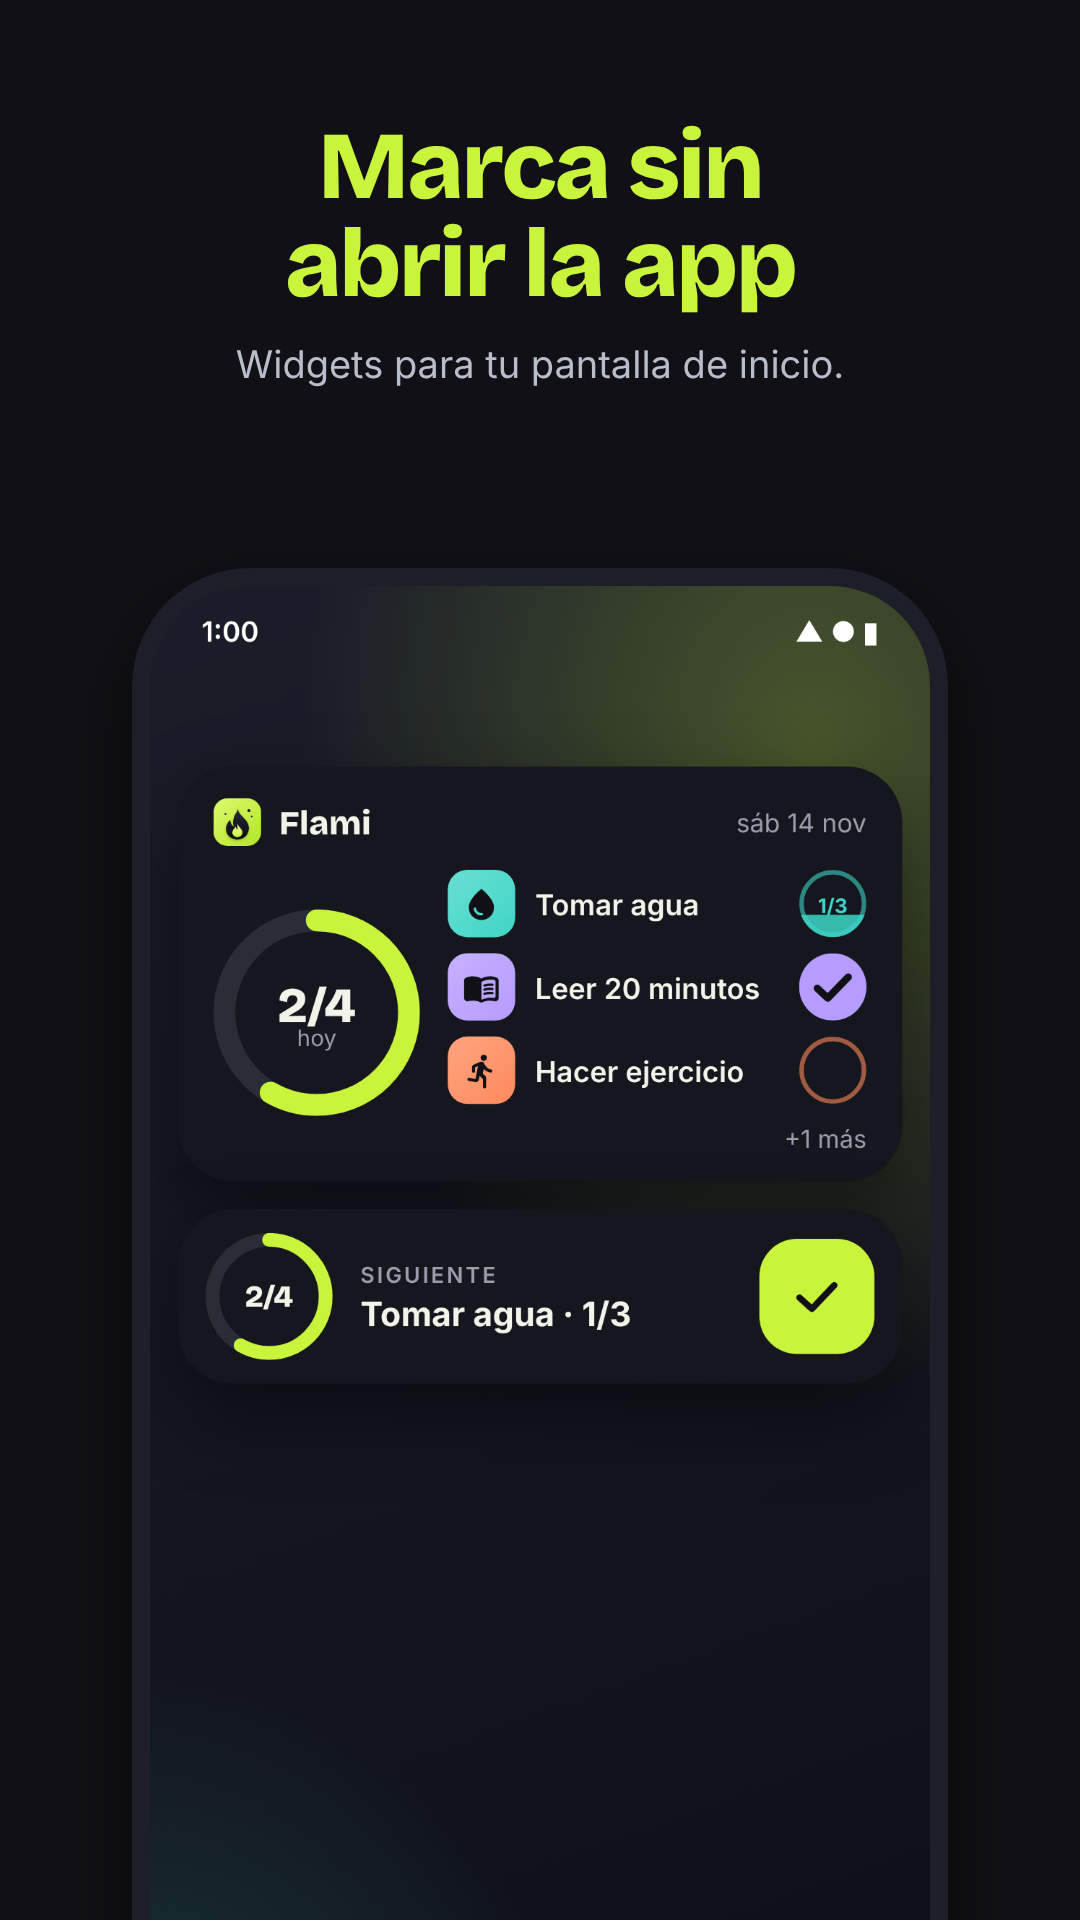 Marca sin
abrir la app
Widgets para tu pantalla de inicio.
1:00
Flami
sáb 14 nov
2/4
hoy
Tomar agua
1/3
Leer 20 minutos
Hacer ejercicio
+1 más
2/4
SIGUIENTE
Tomar agua · 1/3